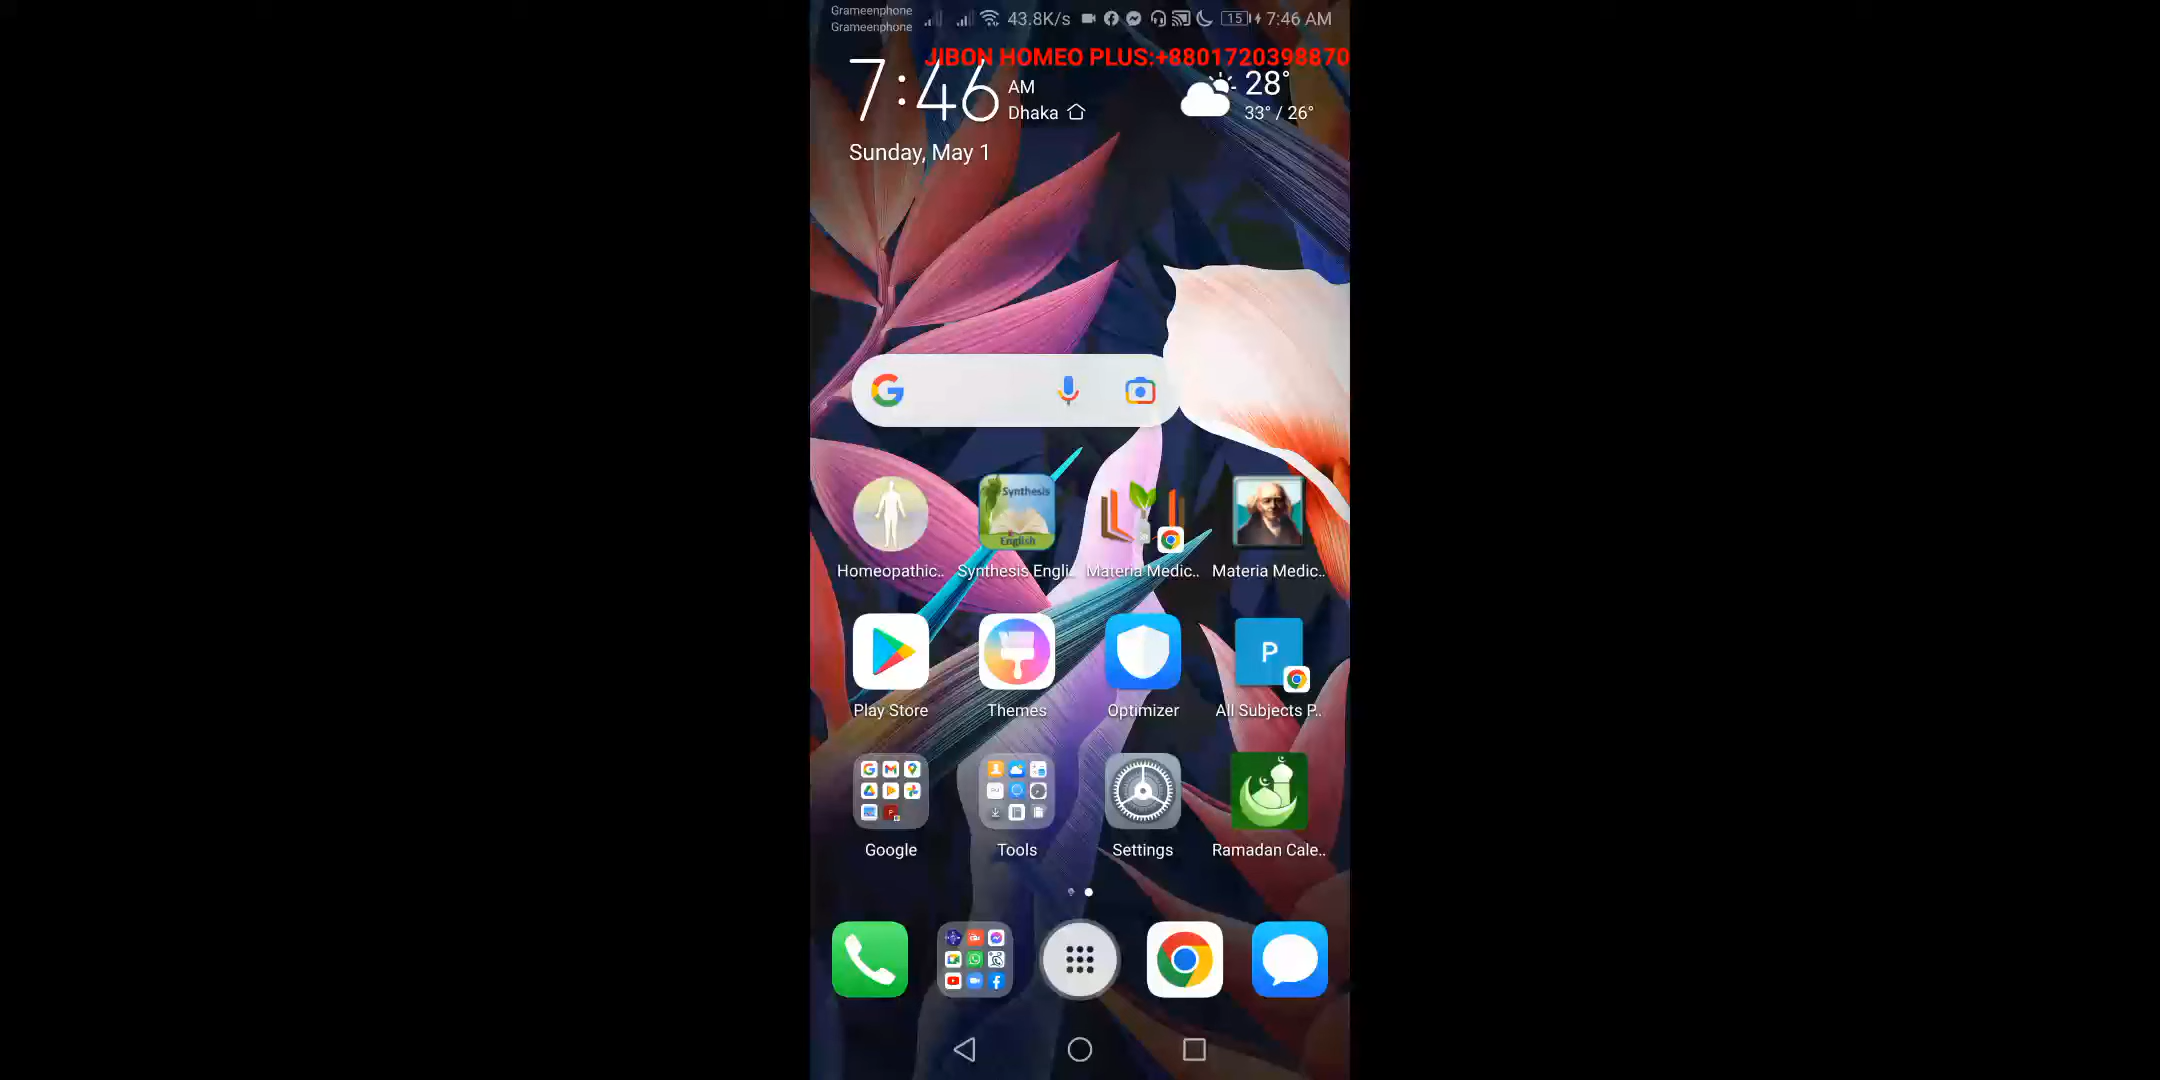 Grameenphone
Grameenphone
43.8K/s
15
7:46 AM
JIBON HOMEO PLUS:+8801720398870
7:46
AM
Dhaka
28°
33° / 26°
Sunday, May 1
Synthesis
English
Homeopathic..
Synthesis Engli..
Materia Medic..
Materia Medic..
P
Play Store
Themes
Optimizer
All Subjects P..
Google
Tools
Settings
Ramadan Cale..